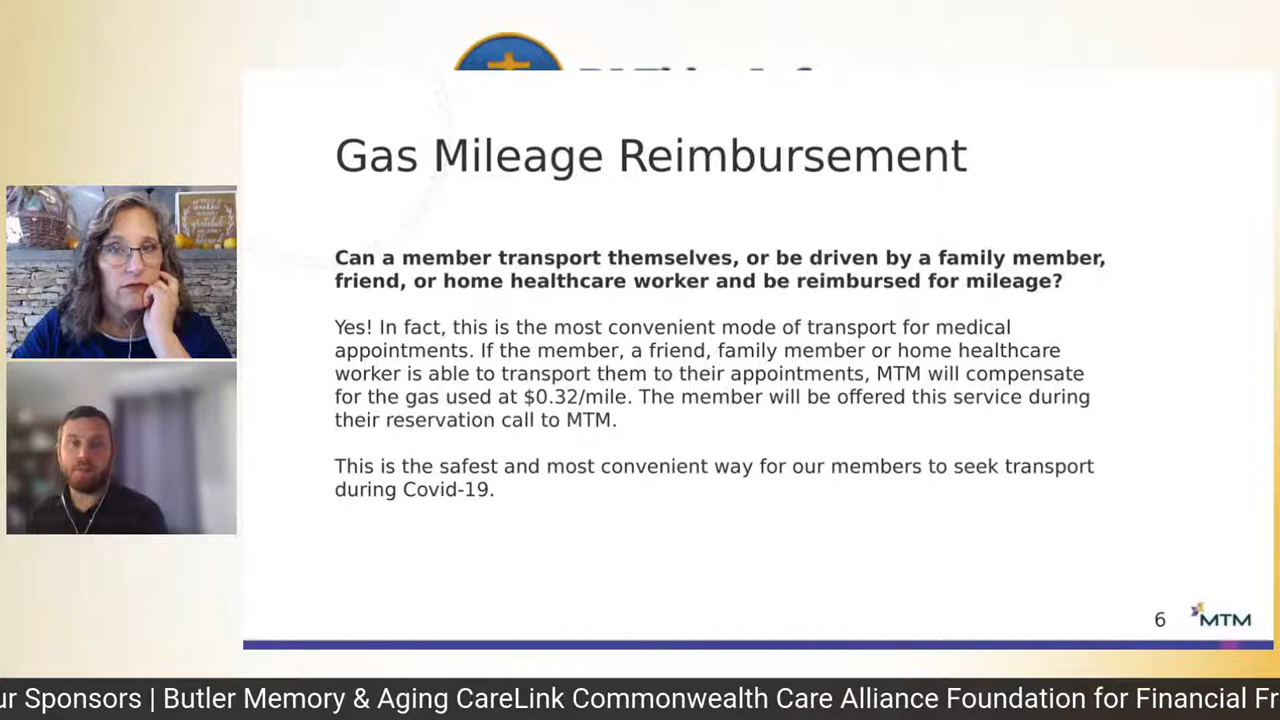 Gas Mileage Reimbursement
Can a member transport themselves, or be driven by a family member,
friend, or home healthcare worker and be reimbursed for mileage?
Yes! In fact, this is the most convenient mode of transport for medical
appointments. If the member, a friend, family member or home healthcare
worker is able to transport them to their appointments, MTM will compensate
for the gas used at $0.32/mile. The member will be offered this service during
their reservation call to MTM.
This is the safest and most convenient way for our members to seek transport
during Covid-19.
6
MTM
thankful
grateful
blessed
ur Sponsors | Butler Memory & Aging CareLink Commonwealth Care Alliance Foundation for Financial Fr